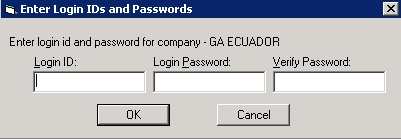 Enter Login IDs and Passwords
Enter login id and password for company - GA ECUADOR
Login ID: Login Password: Verify Password:
OK Cancel